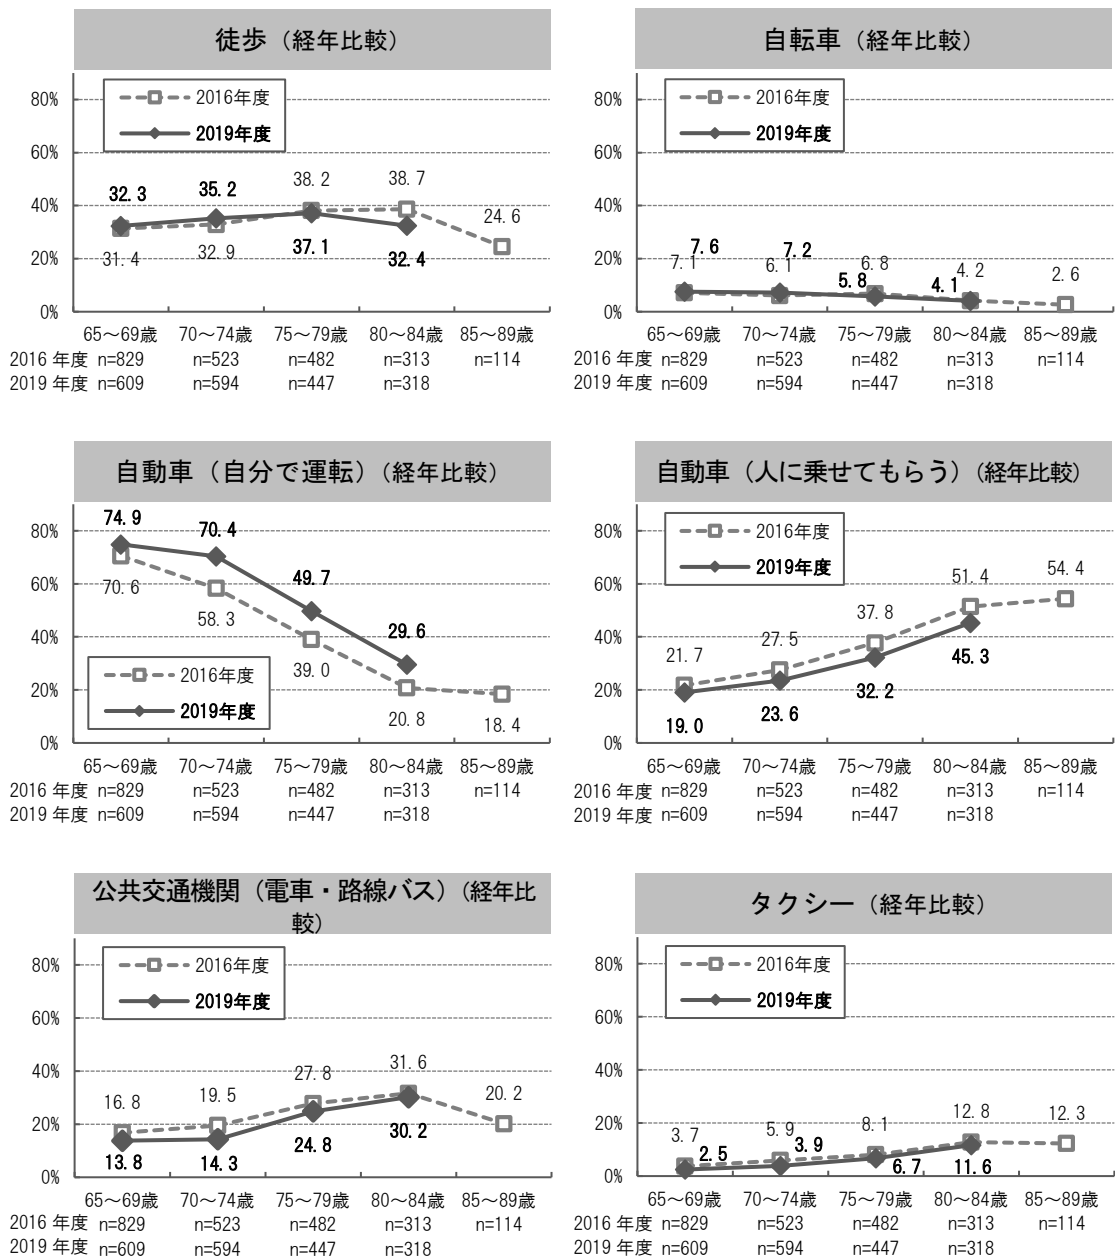 徒歩（経年比較）
80%
60%
40%
20%
0%
2016年度
2019年度
32.3
35.2
38.2
38.7
24.6
31.4
32.9
37.1
32.4
65～69歳 70～74歳 75～79歳 80～84歳 85～89歳
2016 年度 n=829 n=523 n=482 n=313 n=114
2019 年度 n=609 n=594 n=447 n=318
自転車（経年比較）
80%
60%
40%
20%
0%
2016年度
2019年度
7.6
7.2
7.1
6.1
6.8
5.8
4.2
4.1
2.6
65～69歳 70～74歳 75～79歳 80～84歳 85～89歳
2016 年度 n=829 n=523 n=482 n=313 n=114
2019 年度 n=609 n=594 n=447 n=318
自動車（自分で運転）（経年比較）
80%
60%
40%
20%
0%
74.9
70.4
49.7
29.6
70.6
58.3
39.0
20.8
18.4
2016年度
2019年度
65～69歳 70～74歳 75～79歳 80～84歳 85～89歳
2016 年度 n=829 n=523 n=482 n=313 n=114
2019 年度 n=609 n=594 n=447 n=318
自動車（人に乗せてもらう）（経年比較）
80%
60%
40%
20%
0%
2016年度
2019年度
21.7
27.5
37.8
51.4
54.4
19.0
23.6
32.2
45.3
65～69歳 70～74歳 75～79歳 80～84歳 85～89歳
2016 年度 n=829 n=523 n=482 n=313 n=114
2019 年度 n=609 n=594 n=447 n=318
公共交通機関（電車・路線バス）（経年比
較）
80%
60%
40%
20%
0%
2016年度
2019年度
16.8
19.5
27.8
31.6
20.2
13.8
14.3
24.8
30.2
65～69歳 70～74歳 75～79歳 80～84歳 85～89歳
2016 年度 n=829 n=523 n=482 n=313 n=114
2019 年度 n=609 n=594 n=447 n=318
タクシー（経年比較）
80%
60%
40%
20%
0%
2016年度
2019年度
3.7
5.9
8.1
12.8
12.3
2.5
3.9
6.7
11.6
65～69歳 70～74歳 75～79歳 80～84歳 85～89歳
2016 年度 n=829 n=523 n=482 n=313 n=114
2019 年度 n=609 n=594 n=447 n=318